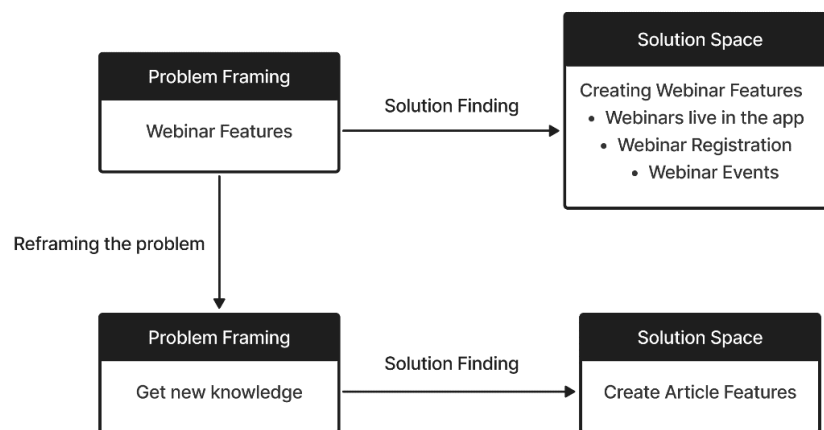 Solution Space
Problem Framing
Creating Webinar Features
Solution Finding
Webinar Features
• Webinars live in the app
• Webinar Registration
• Webinar Events
Reframing the problem
Problem Framing
Solution Space
Solution Finding
Get new knowledge
Create Article Features